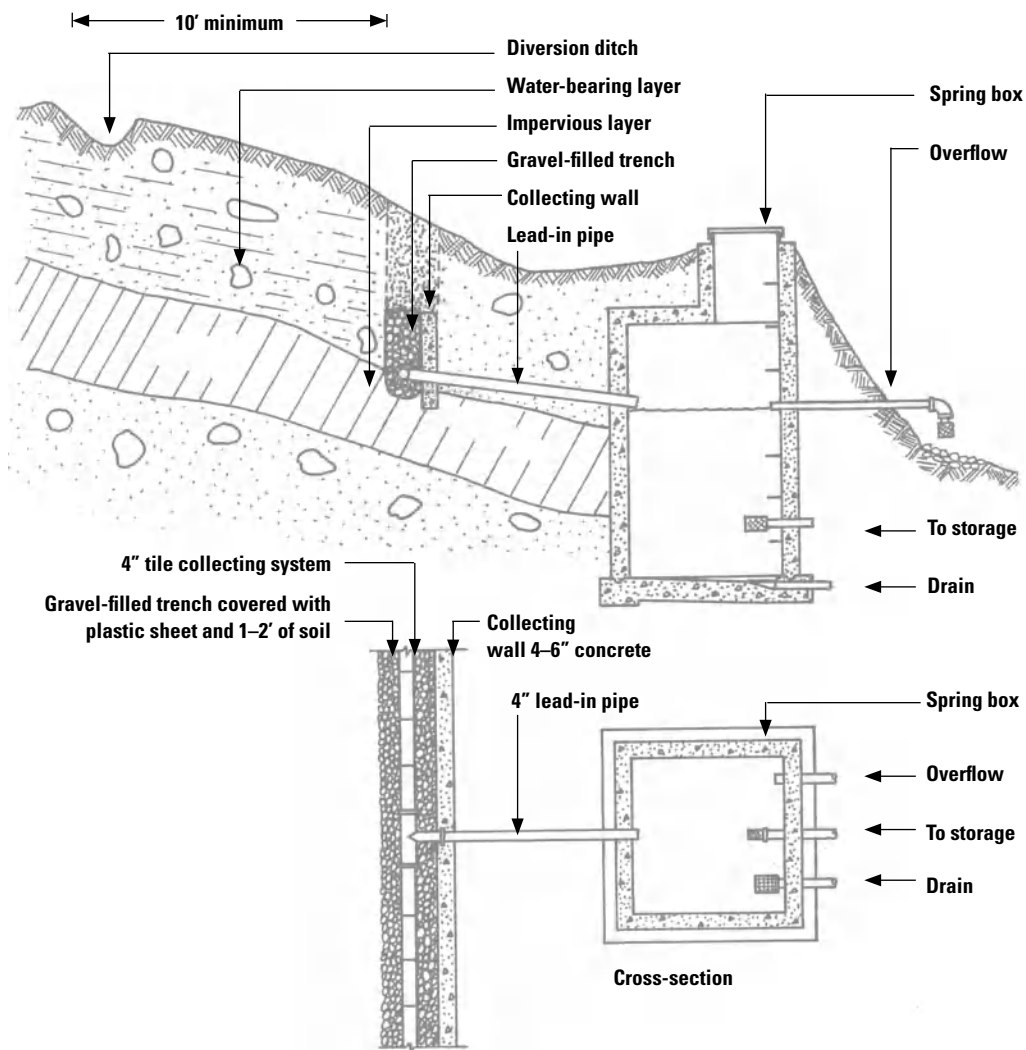 10′ minimum
Diversion ditch
Water-bearing layer
Impervious layer
Gravel-filled trench
Collecting wall
Lead-in pipe
Spring box
Overflow
To storage
Drain
4″ tile collecting system
Gravel-filled trench covered with
plastic sheet and 1–2′ of soil
Collecting
wall 4–6″ concrete
4″ lead-in pipe
Spring box
Overflow
To storage
Drain
Cross-section